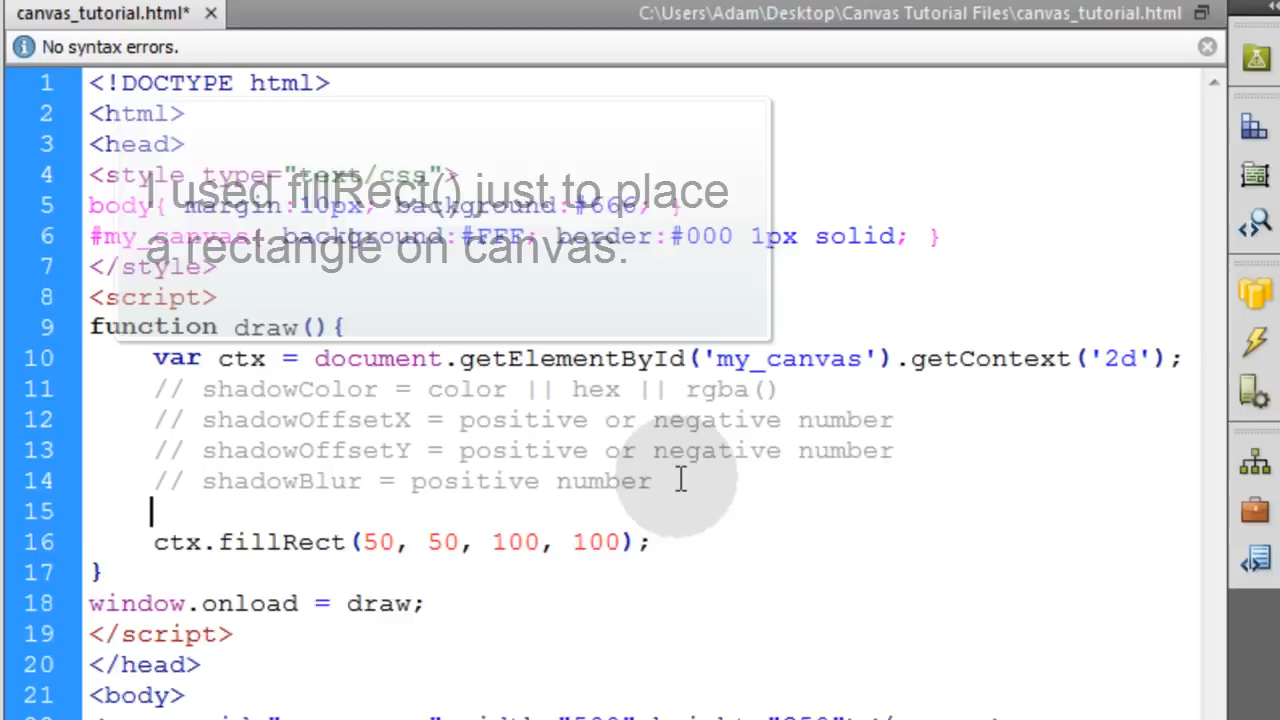 canvas_tutorial.html*
C:\Users\Adam\Desktop\Canvas Tutorial Files\canvas_tutorial.html
No syntax errors.
1 <!DOCTYPE html>
2 <html>
3 <head>
4 <style type="text/css">
5 body{ margin:10px; background:#666; }
6 #my_canvas{ background:#FFF; border:#000 1px solid; }
7 </style>
I used fillRect() just to place
a rectangle on canvas.
8 <script>
9 function draw(){
10 var ctx = document.getElementById('my_canvas').getContext('2d');
11 // shadowColor = color || hex || rgba()
12 // shadowOffsetX = positive or negative number
13 // shadowOffsetY = positive or negative number
14 // shadowBlur = positive number
15
16 ctx.fillRect(50, 50, 100, 100);
17 }
18 window.onload = draw;
19 </script>
20 </head>
21 <body>